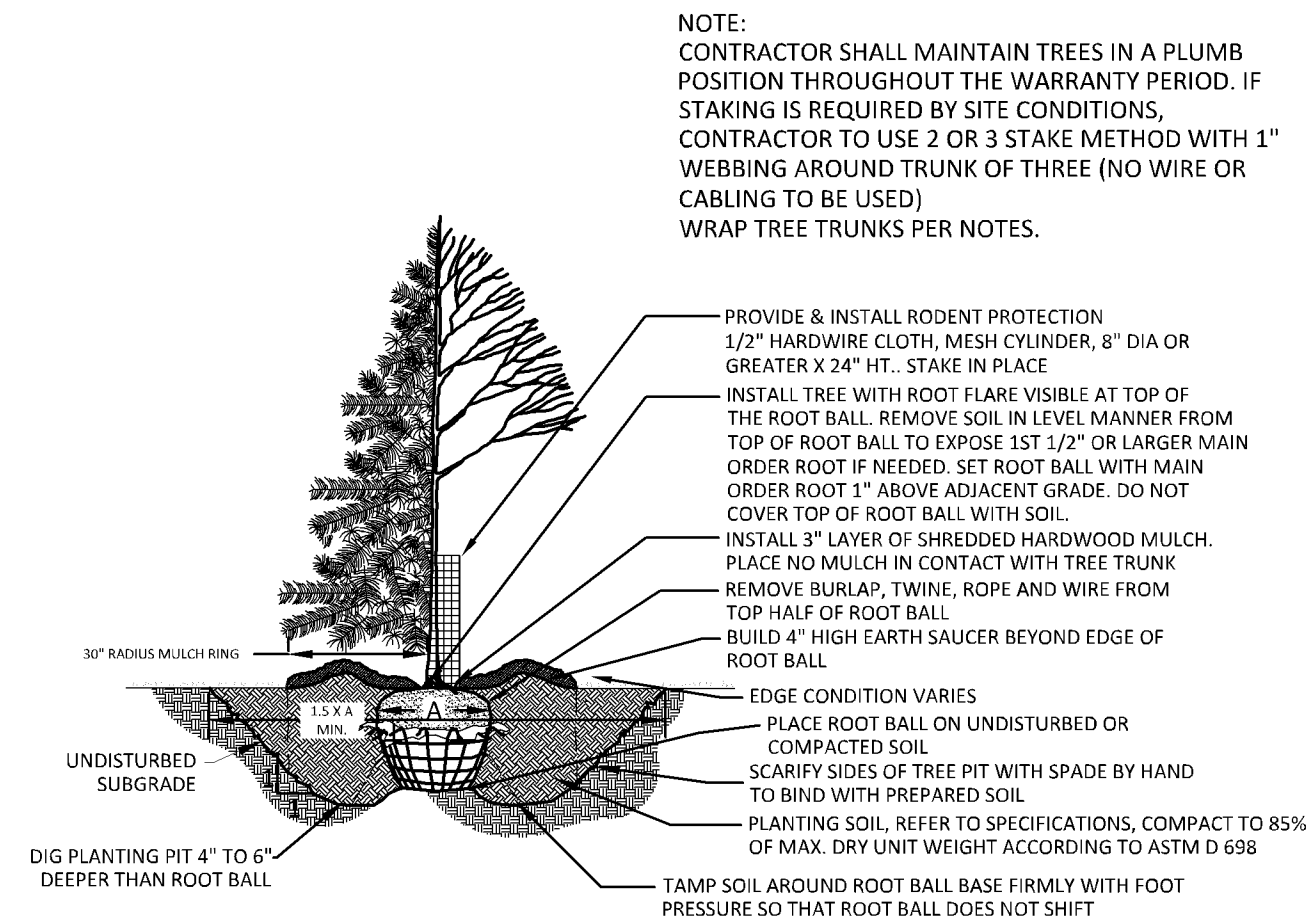 NOTE:
CONTRACTOR SHALL MAINTAIN TREES IN A PLUMB
POSITION THROUGHOUT THE WARRANTY PERIOD. IF
STAKING IS REQUIRED BY SITE CONDITIONS,
CONTRACTOR TO USE 2 OR 3 STAKE METHOD WITH 1"
WEBBING AROUND TRUNK OF THREE (NO WIRE OR
CABLING TO BE USED)
WRAP TREE TRUNKS PER NOTES.
PROVIDE & INSTALL RODENT PROTECTION
1/2" HARDWIRE CLOTH, MESH CYLINDER, 8" DIA OR
GREATER X 24" HT.. STAKE IN PLACE
INSTALL TREE WITH ROOT FLARE VISIBLE AT TOP OF
THE ROOT BALL. REMOVE SOIL IN LEVEL MANNER FROM
TOP OF ROOT BALL TO EXPOSE 1ST 1/2" OR LARGER MAIN
ORDER ROOT IF NEEDED. SET ROOT BALL WITH MAIN
ORDER ROOT 1" ABOVE ADJACENT GRADE. DO NOT
COVER TOP OF ROOT BALL WITH SOIL.
INSTALL 3" LAYER OF SHREDDED HARDWOOD MULCH.
PLACE NO MULCH IN CONTACT WITH TREE TRUNK
REMOVE BURLAP, TWINE, ROPE AND WIRE FROM
TOP HALF OF ROOT BALL
BUILD 4" HIGH EARTH SAUCER BEYOND EDGE OF
ROOT BALL
30" RADIUS MULCH RING
EDGE CONDITION VARIES
1.5 X A
MIN.
A
PLACE ROOT BALL ON UNDISTURBED OR
COMPACTED SOIL
UNDISTURBED
SUBGRADE
SCARIFY SIDES OF TREE PIT WITH SPADE BY HAND
TO BIND WITH PREPARED SOIL
1
1
PLANTING SOIL, REFER TO SPECIFICATIONS, COMPACT TO 85%
OF MAX. DRY UNIT WEIGHT ACCORDING TO ASTM D 698
DIG PLANTING PIT 4" TO 6"
DEEPER THAN ROOT BALL
TAMP SOIL AROUND ROOT BALL BASE FIRMLY WITH FOOT
PRESSURE SO THAT ROOT BALL DOES NOT SHIFT